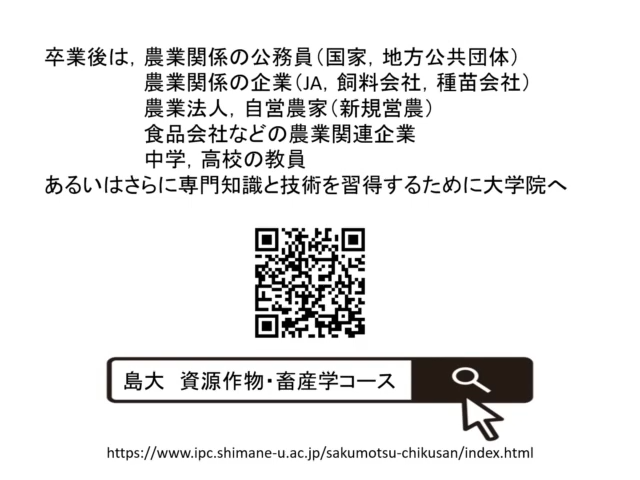 卒業後は，農業関係の公務員（国家，地方公共団体）
農業関係の企業（JA，飼料会社，種苗会社）
農業法人，自営農家（新規営農）
食品会社などの農業関連企業
中学，高校の教員
あるいはさらに専門知識と技術を習得するために大学院へ
島大　資源作物・畜産学コース
https://www.ipc.shimane-u.ac.jp/sakumotsu-chikusan/index.html